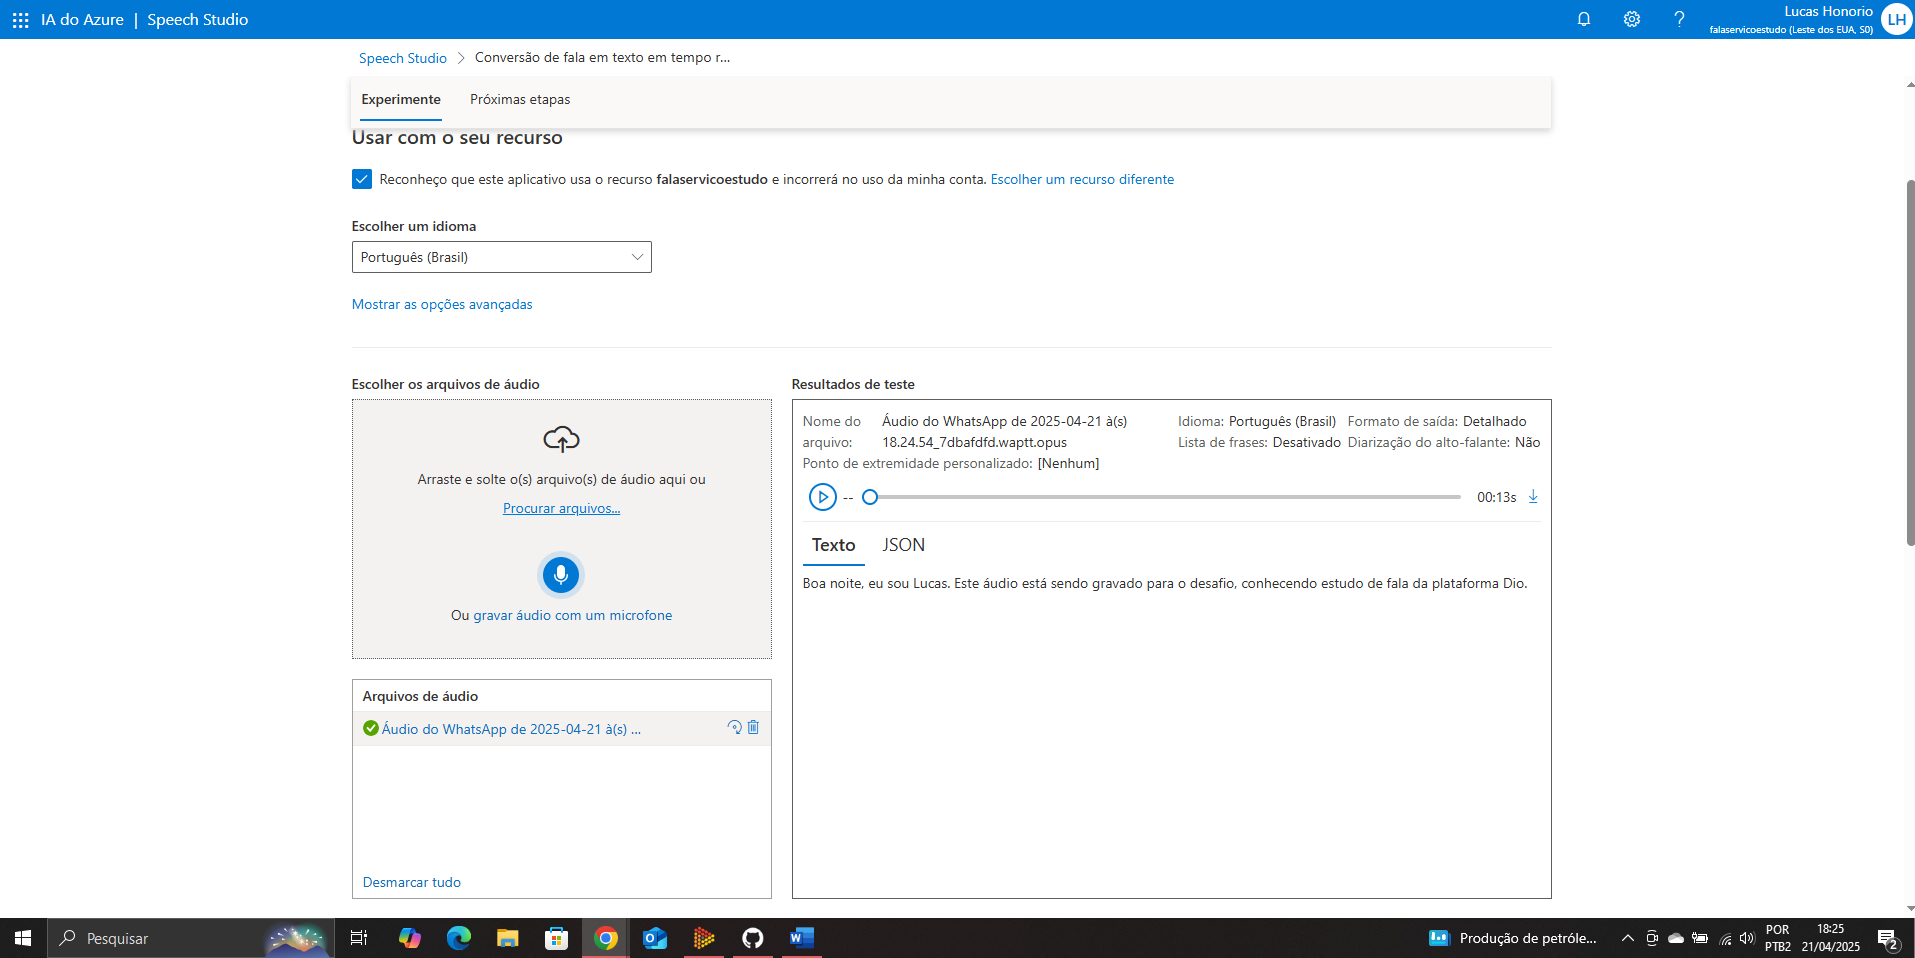 IA do Azure | Speech Studio
Lucas Honorio
falaservicoestudo (Leste dos EUA, S0)
LH
Speech Studio > Conversão de fala em texto em tempo r...
Experimente Próximas etapas
Usar com o seu recurso
Reconheço que este aplicativo usa o recurso falaservicoestudo e incorrerá no uso da minha conta. Escolher um recurso diferente
Escolher um idioma
Português (Brasil)
Mostrar as opções avançadas
Escolher os arquivos de áudio
Arraste e solte o(s) arquivo(s) de áudio aqui ou
Procurar arquivos...
Ou gravar áudio com um microfone
Arquivos de áudio
Áudio do WhatsApp de 2025-04-21 à(s) ...
Desmarcar tudo
Resultados de teste
Nome do arquivo: Áudio do WhatsApp de 2025-04-21 à(s)
18.24.54_7dbafdfd.waptt.opus
Idioma: Português (Brasil) Formato de saída: Detalhado
Lista de frases: Desativado Diarização do alto-falante: Não
Ponto de extremidade personalizado: [Nenhum]
-- 00:13s
Texto JSON
Boa noite, eu sou Lucas. Este áudio está sendo gravado para o desafio, conhecendo estudo de fala da plataforma Dio.
Pesquisar
Produção de petróle...
POR
PTB2
18:25
21/04/2025
2